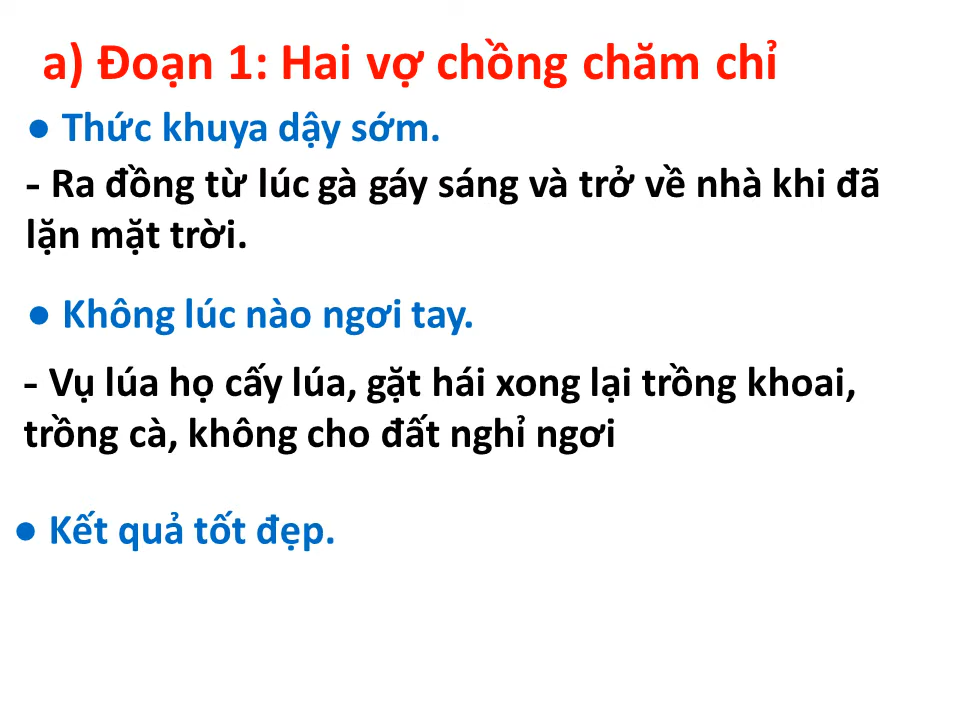 a) Đoạn 1: Hai vợ chồng chăm chỉ
● Thức khuya dậy sớm.
- Ra đồng từ lúc gà gáy sáng và trở về nhà khi đã
lặn mặt trời.
● Không lúc nào ngơi tay.
- Vụ lúa họ cấy lúa, gặt hái xong lại trồng khoai,
trồng cà, không cho đất nghỉ ngơi
● Kết quả tốt đẹp.